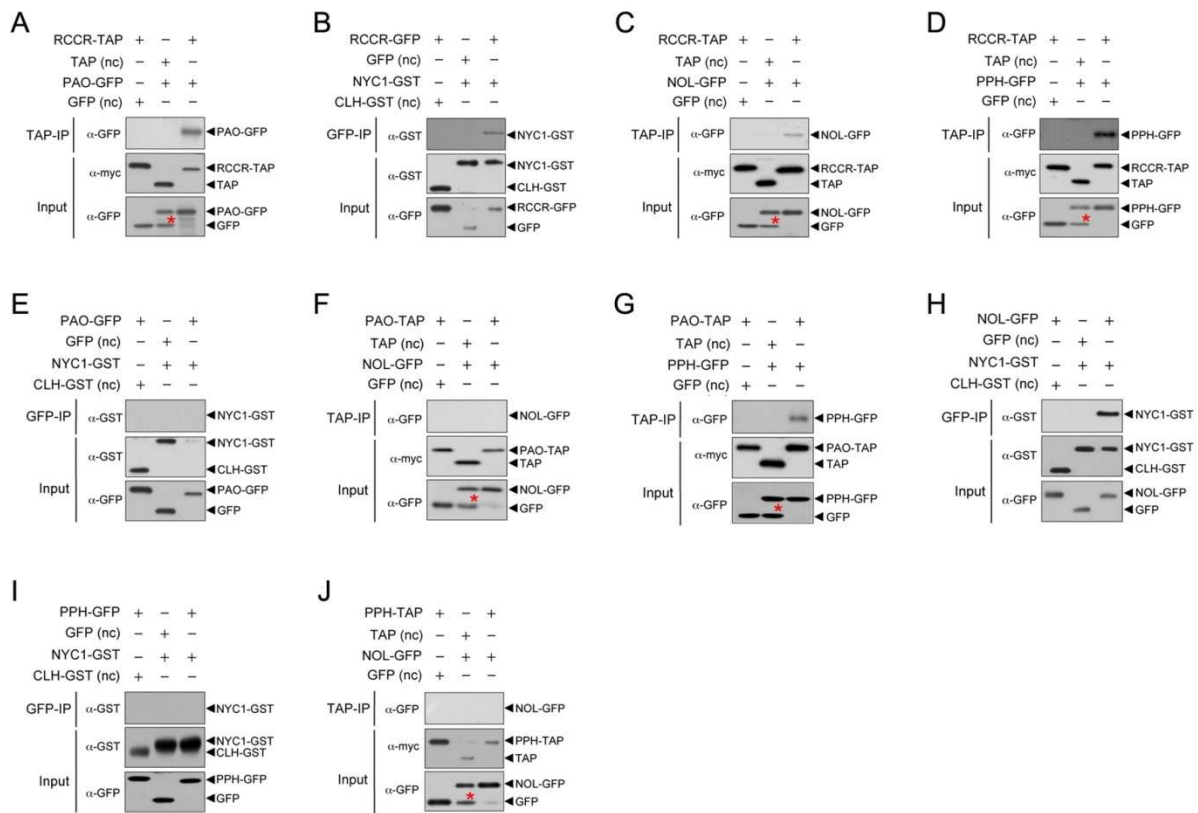 A
RCCR-TAP + – +
TAP (nc) – + –
PAO-GFP – + +
GFP (nc) + – –
TAP-IP α-GFP PAO-GFP
Input α-myc RCCR-TAP
TAP
α-GFP PAO-GFP
* GFP
B
RCCR-GFP + – +
GFP (nc) – + –
NYC1-GST – + +
CLH-GST (nc) + – –
GFP-IP α-GST NYC1-GST
Input α-GST NYC1-GST
CLH-GST
α-GFP RCCR-GFP
GFP
C
RCCR-TAP + – +
TAP (nc) – + –
NOL-GFP – + +
GFP (nc) + – –
TAP-IP α-GFP NOL-GFP
Input α-myc RCCR-TAP
TAP
α-GFP NOL-GFP
* GFP
D
RCCR-TAP + – +
TAP (nc) – + –
PPH-GFP – + +
GFP (nc) + – –
TAP-IP α-GFP PPH-GFP
Input α-myc RCCR-TAP
TAP
α-GFP PPH-GFP
* GFP
E
PAO-GFP + – +
GFP (nc) – + –
NYC1-GST – + +
CLH-GST (nc) + – –
GFP-IP α-GST NYC1-GST
Input α-GST NYC1-GST
CLH-GST
α-GFP PAO-GFP
GFP
F
PAO-TAP + – +
TAP (nc) – + –
NOL-GFP – + +
GFP (nc) + – –
TAP-IP α-GFP NOL-GFP
Input α-myc PAO-TAP
TAP
α-GFP NOL-GFP
* GFP
G
PAO-TAP + – +
TAP (nc) – + –
PPH-GFP – + +
GFP (nc) + – –
TAP-IP α-GFP PPH-GFP
Input α-myc PAO-TAP
TAP
α-GFP PPH-GFP
* GFP
H
NOL-GFP + – +
GFP (nc) – + –
NYC1-GST – + +
CLH-GST (nc) + – –
GFP-IP α-GST NYC1-GST
Input α-GST NYC1-GST
CLH-GST
α-GFP NOL-GFP
GFP
I
PPH-GFP + – +
GFP (nc) – + –
NYC1-GST – + +
CLH-GST (nc) + – –
GFP-IP α-GST NYC1-GST
Input α-GST NYC1-GST
CLH-GST
α-GFP PPH-GFP
GFP
J
PPH-TAP + – +
TAP (nc) – + –
NOL-GFP – + +
GFP (nc) + – –
TAP-IP α-GFP NOL-GFP
Input α-myc PPH-TAP
TAP
α-GFP NOL-GFP
* GFP